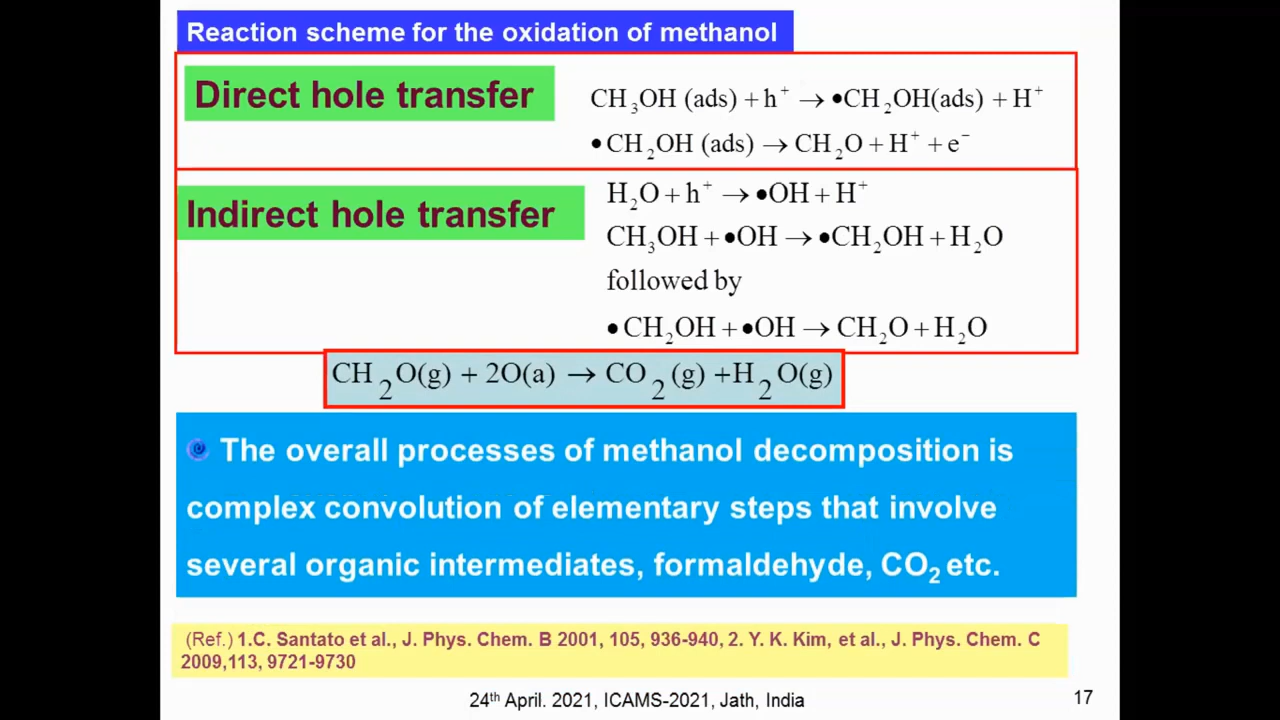 Reaction scheme for the oxidation of methanol
Direct hole transfer
CH₃OH (ads) + h⁺ → •CH₂OH(ads) + H⁺
•CH₂OH (ads) → CH₂O + H⁺ + e⁻
Indirect hole transfer
H₂O + h⁺ → •OH + H⁺
CH₃OH + •OH → •CH₂OH + H₂O
followed by
•CH₂OH + •OH → CH₂O + H₂O
CH₂O(g) + 2O(a) → CO₂(g) +H₂O(g)
The overall processes of methanol decomposition is
complex convolution of elementary steps that involve
several organic intermediates, formaldehyde, CO₂ etc.
(Ref.) 1.C. Santato et al., J. Phys. Chem. B 2001, 105, 936-940, 2. Y. K. Kim, et al., J. Phys. Chem. C
2009,113, 9721-9730
24ᵗʰ April. 2021, ICAMS-2021, Jath, India
17